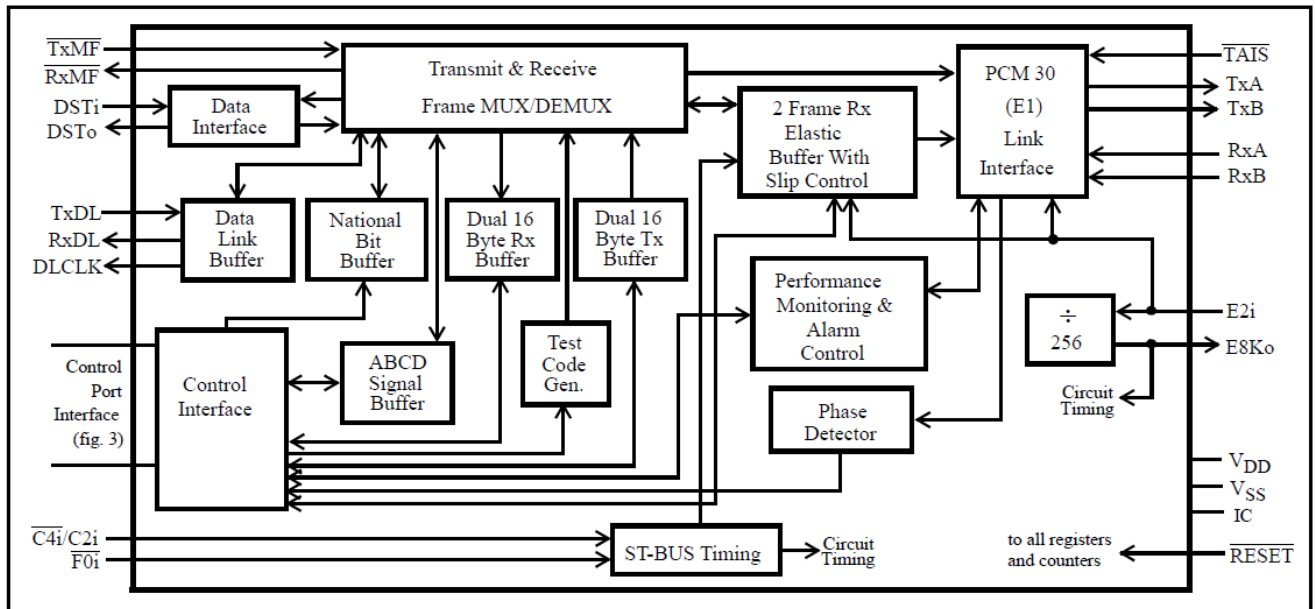 TxMF
RxMF
DSTi
DSTo
TxDL
RxDL
DLCLK
Control
Port
Interface
(fig. 3)
C4i/C2i
F0i
Data
Interface
Transmit & Receive
Frame MUX/DEMUX
2 Frame Rx
Elastic
Buffer With
Slip Control
PCM 30
(E1)
Link
Interface
Data
Link
Buffer
National
Bit
Buffer
Dual 16
Byte Rx
Buffer
Dual 16
Byte Tx
Buffer
Performance
Monitoring &
Alarm
Control
÷
256
Control
Interface
ABCD
Signal
Buffer
Test
Code
Gen.
Phase
Detector
Circuit
Timing
ST-BUS Timing
Circuit
Timing
to all registers
and counters
TAIS
TxA
TxB
RxA
RxB
E2i
E8Ko
VDD
VSS
IC
RESET